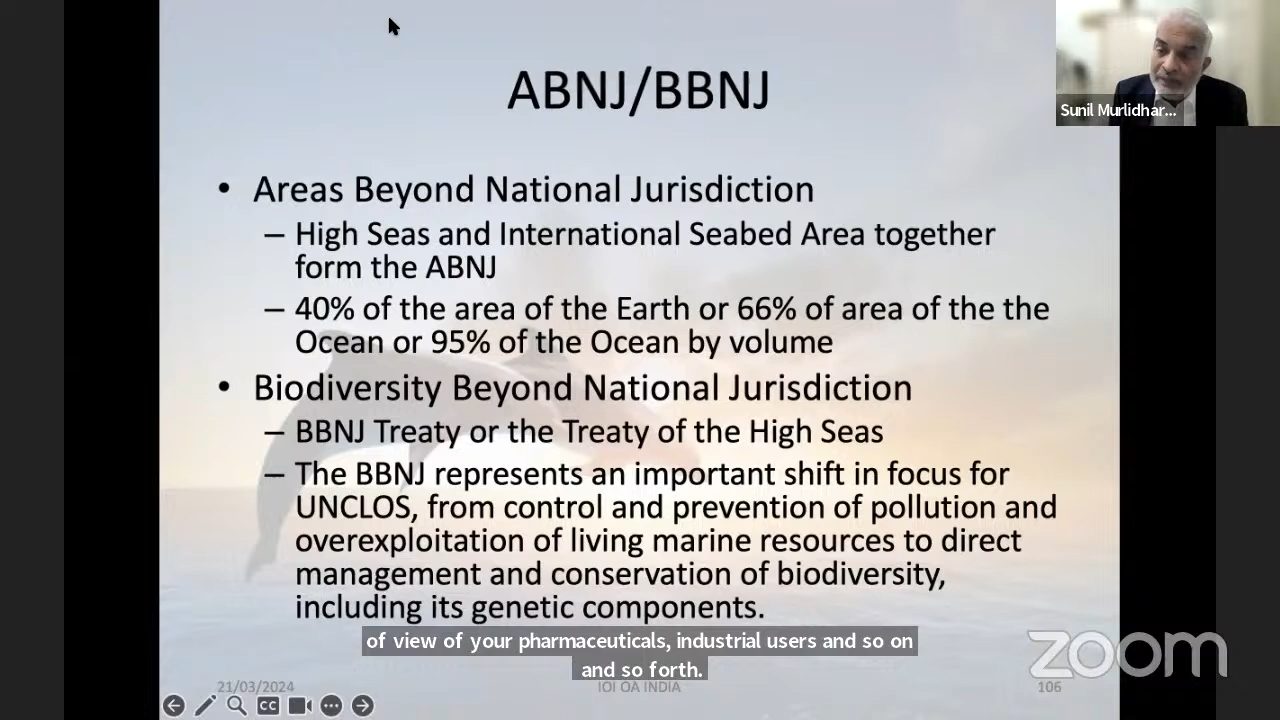 ABNJ/BBNJ
Sunil Murlidhar...
• Areas Beyond National Jurisdiction
– High Seas and International Seabed Area together
form the ABNJ
– 40% of the area of the Earth or 66% of area of the the
Ocean or 95% of the Ocean by volume
• Biodiversity Beyond National Jurisdiction
– BBNJ Treaty or the Treaty of the High Seas
– The BBNJ represents an important shift in focus for
UNCLOS, from control and prevention of pollution and
overexploitation of living marine resources to direct
management and conservation of biodiversity,
including its genetic components.
of view of your pharmaceuticals, industrial users and so on
and so forth.
zoom
21/03/2024
IOI OA INDIA
106
CC